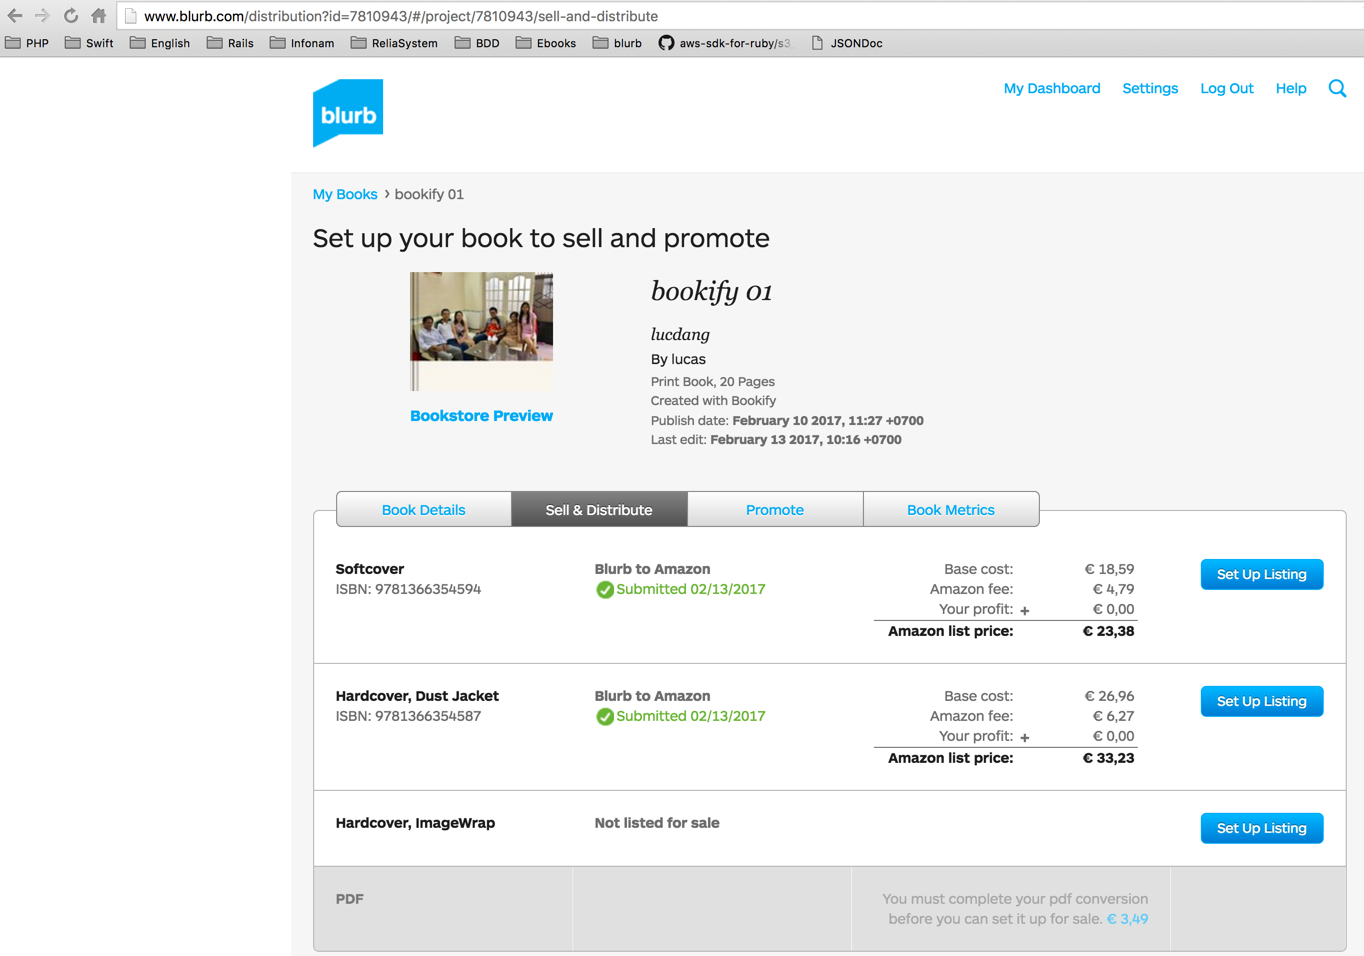 www.blurb.com/distribution?id=7810943/#/project/7810943/sell-and-distribute
PHP Swift English Rails Infonam ReliaSystem BDD Ebooks blurb aws-sdk-for-ruby/s3 JSONDoc
blurb
My Dashboard Settings Log Out Help
My Books › bookify 01
Set up your book to sell and promote
bookify 01
lucdang
By lucas
Print Book, 20 Pages
Created with Bookify
Publish date: February 10 2017, 11:27 +0700
Last edit: February 13 2017, 10:16 +0700
Bookstore Preview
Book Details Sell & Distribute Promote Book Metrics
Softcover Blurb to Amazon Base cost: € 18,59 Set Up Listing
ISBN: 9781366354594 Submitted 02/13/2017 Amazon fee: € 4,79
Your profit: + € 0,00
Amazon list price: € 23,38
Hardcover, Dust Jacket Blurb to Amazon Base cost: € 26,96 Set Up Listing
ISBN: 9781366354587 Submitted 02/13/2017 Amazon fee: € 6,27
Your profit: + € 0,00
Amazon list price: € 33,23
Hardcover, ImageWrap Not listed for sale Set Up Listing
PDF You must complete your pdf conversion
before you can set it up for sale. € 3,49